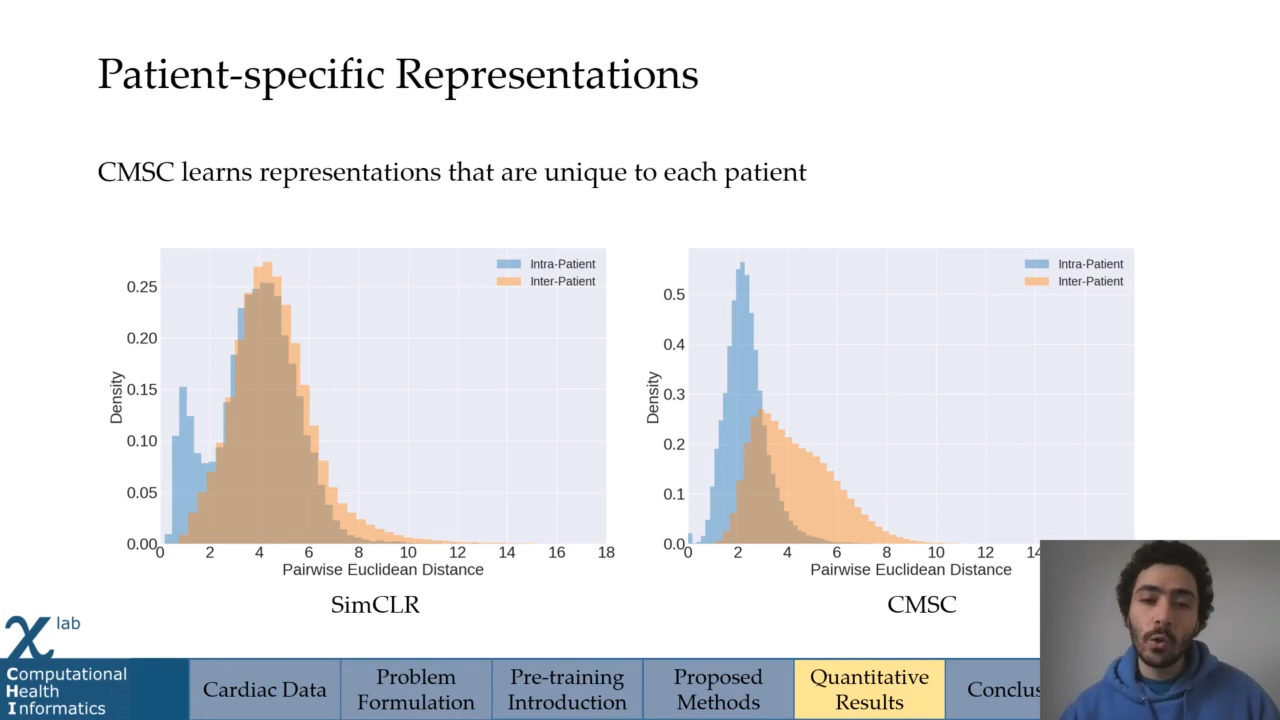 Patient-specific Representations
CMSC learns representations that are unique to each patient
Intra-Patient
Inter-Patient
0.25
0.20
0.15
0.10
0.05
0.00
Density
0 2 4 6 8 10 12 14 16 18
Pairwise Euclidean Distance
SimCLR
Intra-Patient
Inter-Patient
0.5
0.4
0.3
0.2
0.1
0.0
Density
0 2 4 6 8 10 12
Pairwise Euclidean Distance
CMSC
χ lab
Computational
Health
Informatics
Cardiac Data
Problem
Formulation
Pre-training
Introduction
Proposed
Methods
Quantitative
Results
Conclus